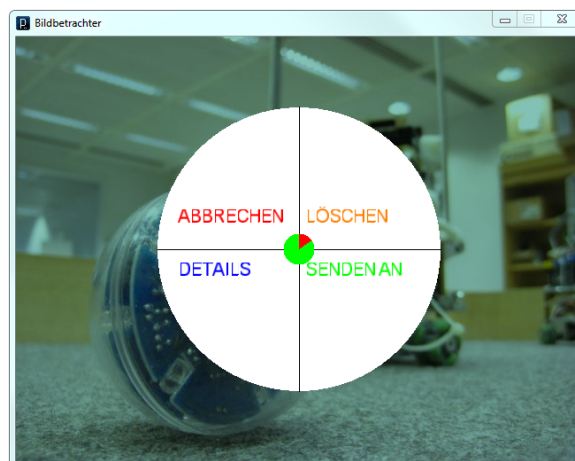 Bildbetrachter
ABBRECHEN
LÖSCHEN
DETAILS
SENDEN AN